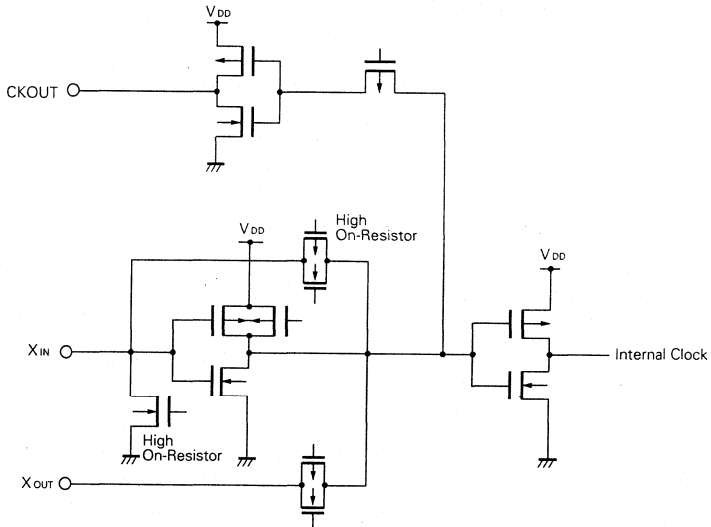 VDD
CKOUT
High
On-Resistor
VDD
VDD
XIN
Internal Clock
High
On-Resistor
XOUT